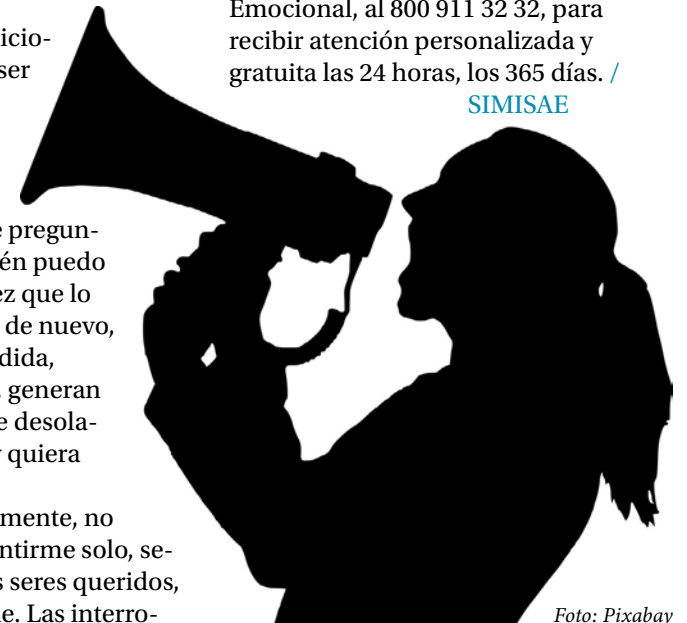 icio-
ser
e pregun-
én puedo
ez que lo
de nuevo,
dida,
generan
e desola-
quiera
mente, no
ntirme solo, se-
s seres queridos,
e. Las interro-
Emocional, al 800 911 32 32, para
recibir atención personalizada y
gratuita las 24 horas, los 365 días. /
SIMISAE
Foto: Pixabay